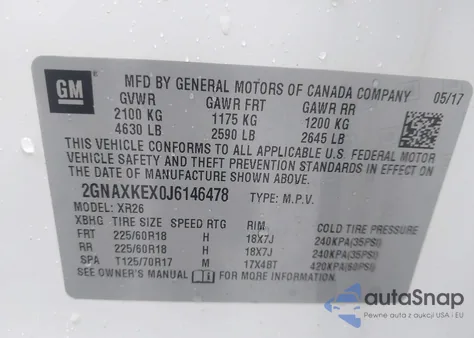 GM
MFD BY GENERAL MOTORS OF CANADA COMPANY 05/17
GVWR GAWR FRT GAWR RR
2100 KG 1175 KG 1200 KG
4630 LB 2590 LB 2645 LB
THIS VEHICLE CONFORMS TO ALL APPLICABLE U.S. FEDERAL MOTOR
VEHICLE SAFETY AND THEFT PREVENTION STANDARDS IN EFFECT ON
THE DATE OF MANUFACTURE SHOWN ABOVE.
2GNAXKEX0J6146478 TYPE: M.P.V.
MODEL: XR26
XBHG TIRE SIZE SPEED RTG RIM COLD TIRE PRESSURE
FRT 225/60R18 H 18X7J 240KPA(35PSI)
RR 225/60R18 H 18X7J 240KPA(35PSI)
SPA T125/70R17 M 17X4BT 420KPA(60PSI)
SEE OWNER'S MANUAL FOR MORE INFORMATION
autoSnap
Pewne auta z USA i EU